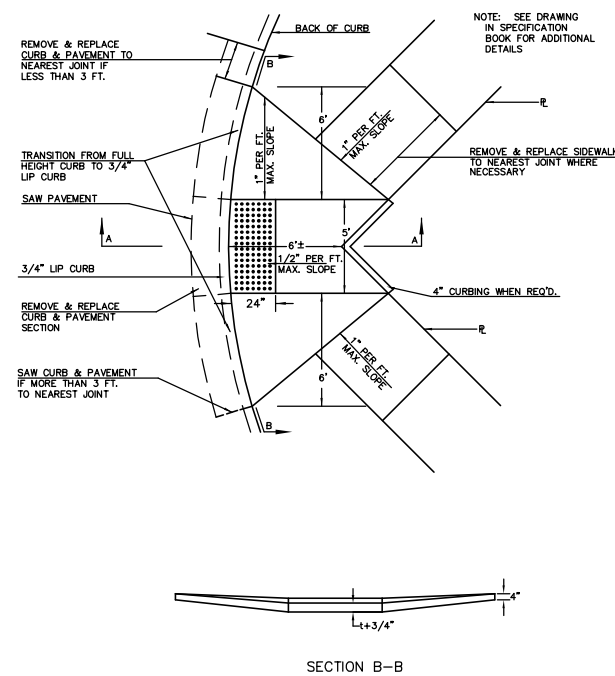 NOTE: SEE DRAWING
IN SPECIFICATION
BOOK FOR ADDITIONAL
DETAILS
BACK OF CURB
REMOVE & REPLACE
CURB & PAVEMENT TO
NEAREST JOINT IF
LESS THAN 3 FT.
B
6'
1" PER FT.
MAX. SLOPE
1" PER FT.
MAX. SLOPE
℄
REMOVE & REPLACE SIDEWALK
TO NEAREST JOINT WHERE
NECESSARY
TRANSITION FROM FULL
HEIGHT CURB TO 3/4"
LIP CURB
SAW PAVEMENT
A
6'±
5'
A
1/2" PER FT.
MAX. SLOPE
3/4" LIP CURB
24"
4" CURBING WHEN REQ'D.
REMOVE & REPLACE
CURB & PAVEMENT
SECTION
℄
1" PER FT.
MAX. SLOPE
SAW CURB & PAVEMENT
IF MORE THAN 3 FT.
TO NEAREST JOINT
6'
B
4"
t+3/4"
SECTION B-B